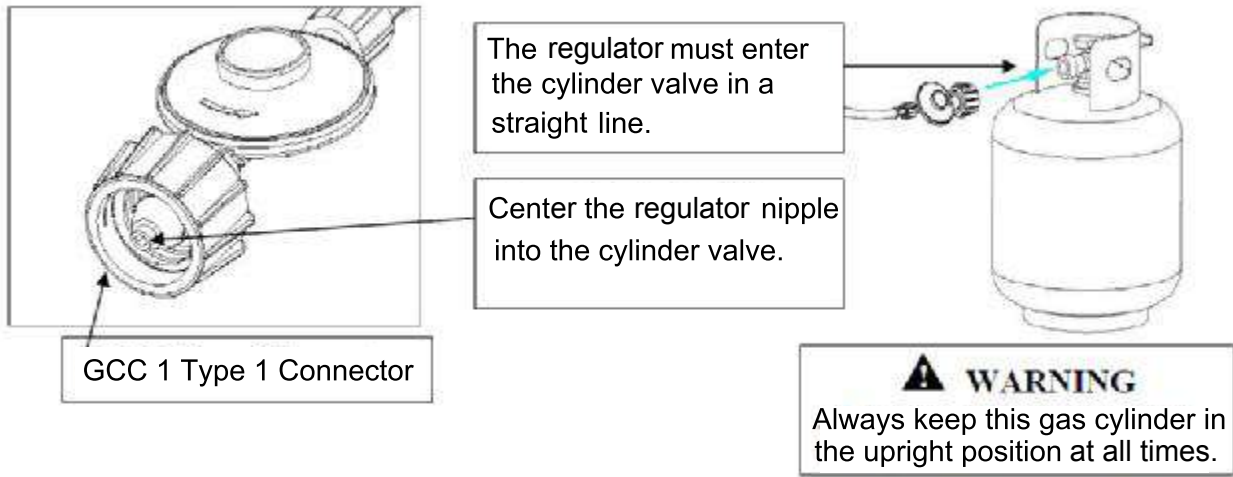 The regulator must enter
the cylinder valve in a
straight line.
Center the regulator nipple
into the cylinder valve.
GCC 1 Type 1 Connector
WARNING
Always keep this gas cylinder in
the upright position at all times.